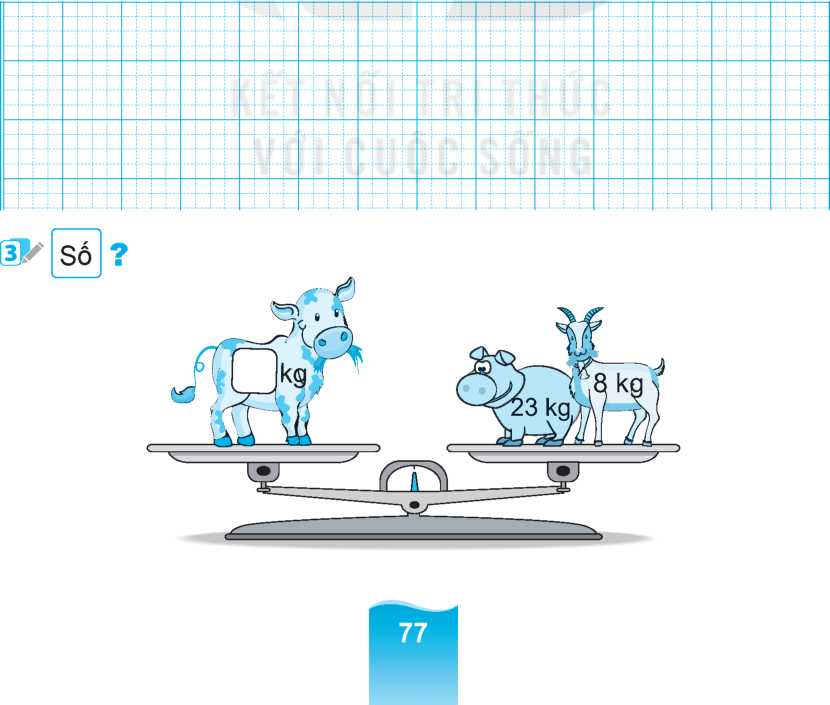 KẾT NỐI TRI THỨC
VỚI CUỘC SỐNG
3 Số ?
kg
23 kg
8 kg
77